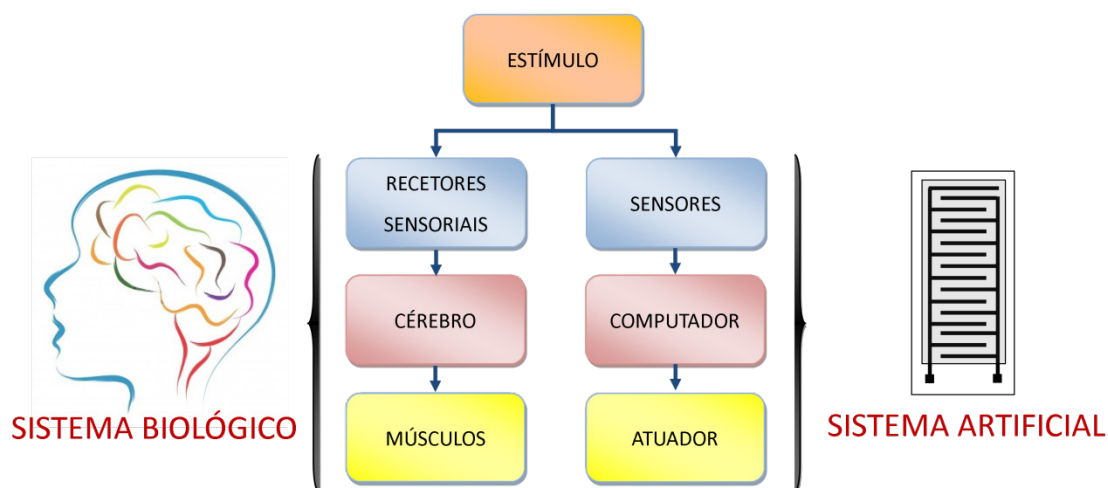 ESTÍMULO
RECETORES
SENSORIAIS
SENSORES
CÉREBRO
COMPUTADOR
MÚSCULOS
ATUADOR
SISTEMA BIOLÓGICO
SISTEMA ARTIFICIAL